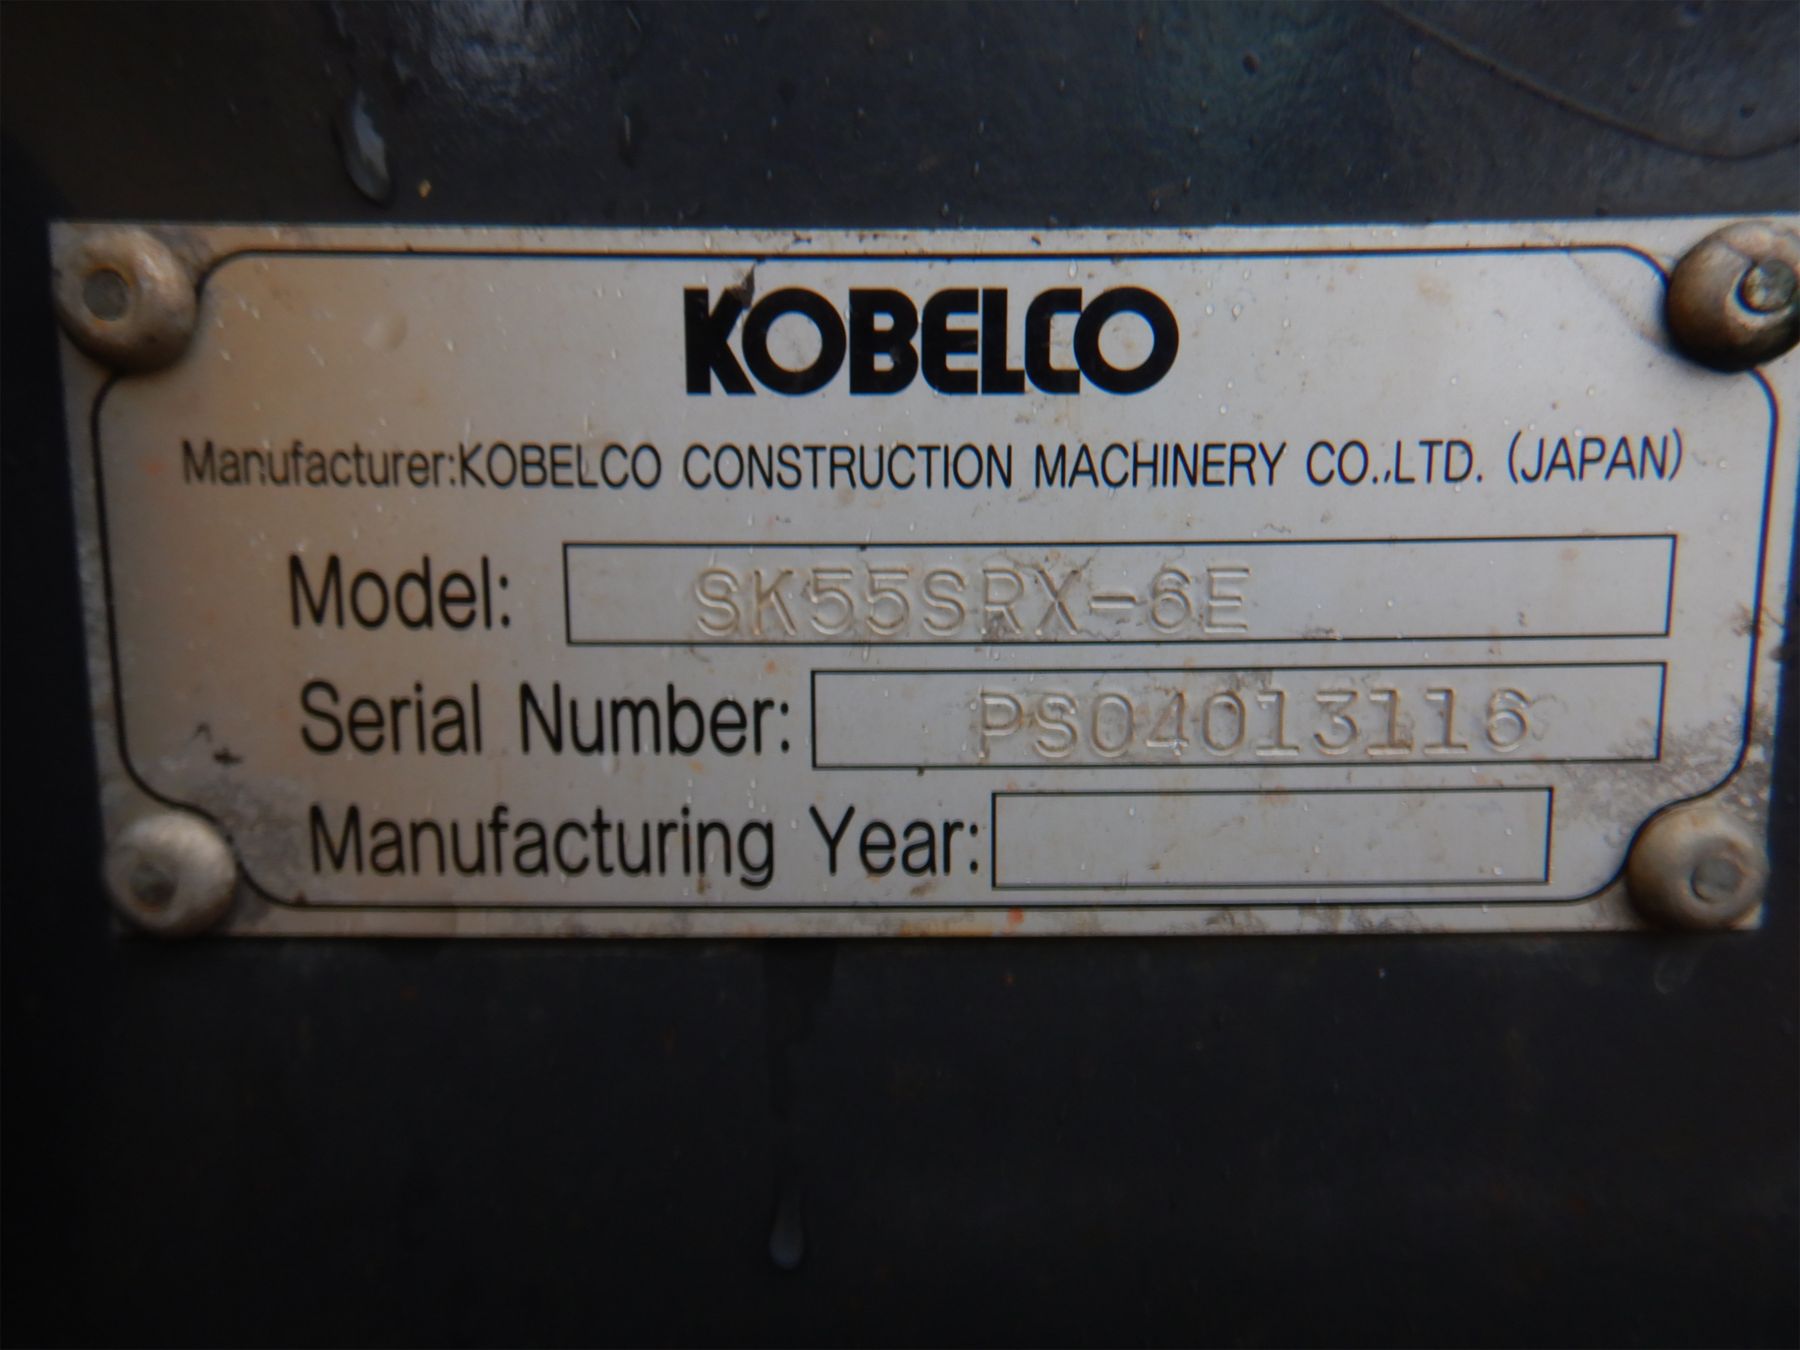 KOBELCO
Manufacturer:KOBELCO CONSTRUCTION MACHINERY CO.,LTD. (JAPAN)
Model: SK55SRX-6E
Serial Number: PS04013116
Manufacturing Year: